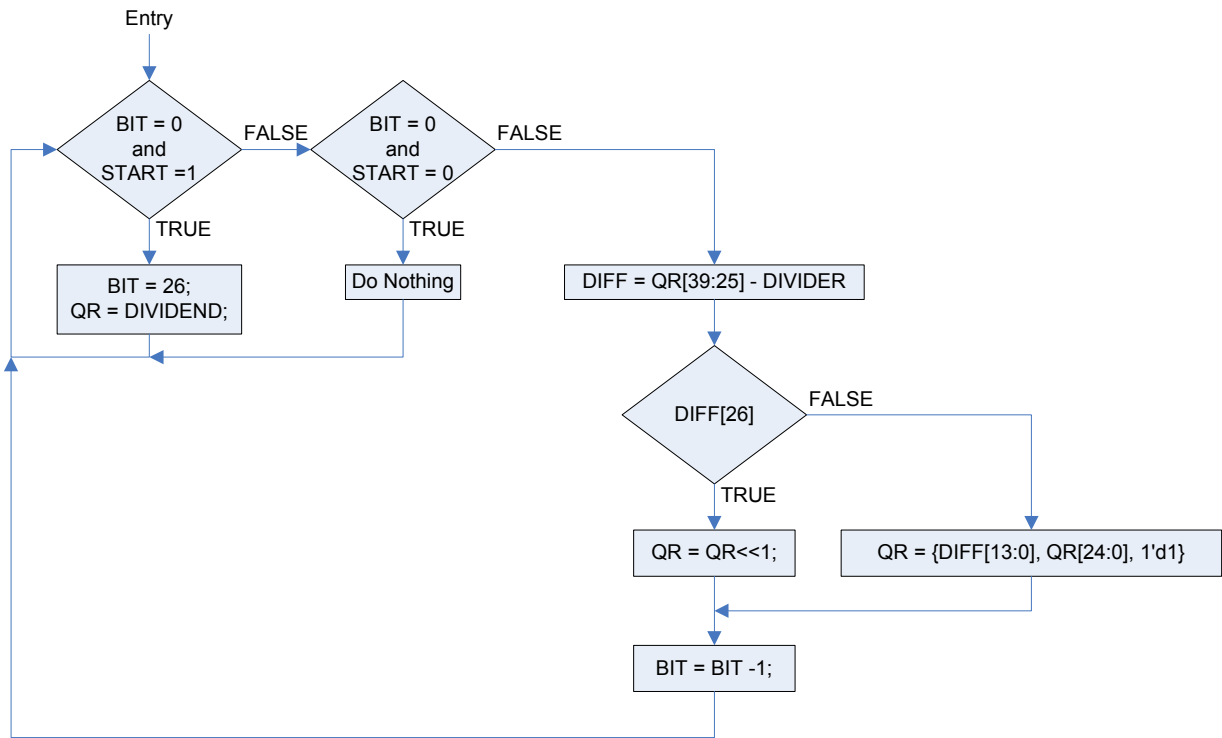 Entry
BIT = 0
and
START =1
FALSE
BIT = 0
and
START = 0
FALSE
TRUE
TRUE
BIT = 26;
QR = DIVIDEND;
Do Nothing
DIFF = QR[39:25] - DIVIDER
DIFF[26]
FALSE
TRUE
QR = QR<<1;
QR = {DIFF[13:0], QR[24:0], 1'd1}
BIT = BIT -1;